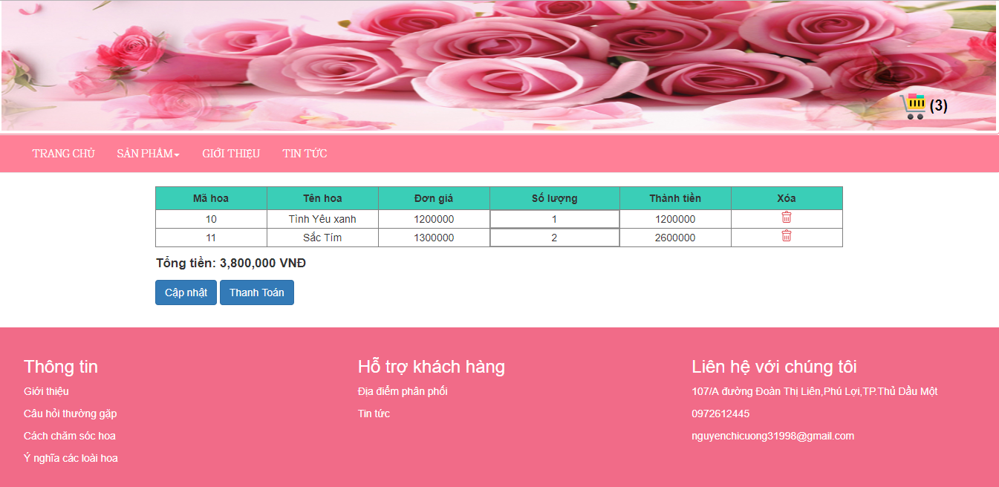 (3)
TRANG CHỦ SẢN PHẨM GIỚI THIỆU TIN TỨC
Mã hoa Tên hoa Đơn giá Số lượng Thành tiền Xóa
10 Tình Yêu xanh 1200000 1 1200000
11 Sắc Tím 1300000 2 2600000
Tổng tiền: 3,800,000 VNĐ
Cập nhật Thanh Toán
Thông tin
Giới thiệu
Câu hỏi thường gặp
Cách chăm sóc hoa
Ý nghĩa các loài hoa
Hỗ trợ khách hàng
Địa điểm phân phối
Tin tức
Liên hệ với chúng tôi
107/A đường Đoàn Thị Liên,Phú Lợi,TP.Thủ Dầu Một
0972612445
nguyenchicuong31998@gmail.com